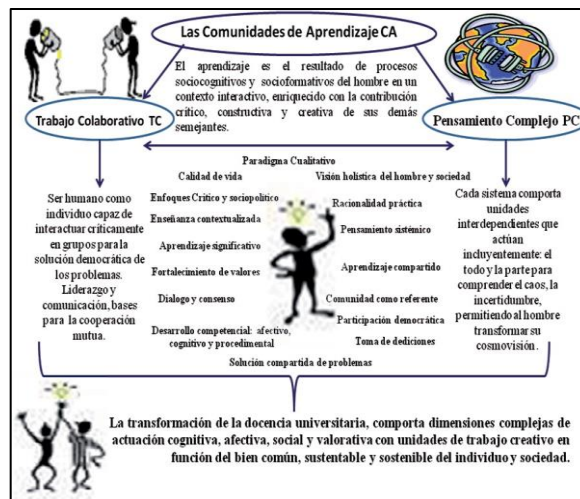 Las Comunidades de Aprendizaje CA
El aprendizaje es el resultado de procesos
sociocognitivos y socioformativos del hombre en un
contexto interactivo, enriquecido con la contribución
crítico, constructiva y creativa de sus demás
semejantes.
Trabajo Colaborativo TC
Pensamiento Complejo PC
Paradigma Cualitativo
Ser humano como
individuo capaz de
interactuar críticamente
en grupos para la
solución democrática de
los problemas.
Liderazgo y
comunicación, bases
para la cooperación
mutua.
Calidad de vida
Enfoques Crítico y sociopolítico
Enseñanza contextualizada
Aprendizaje significativo
Fortalecimiento de valores
Dialogo y consenso
Desarrollo competencial: afectivo,
cognitivo y procedimental
Visión holística del hombre y sociedad
Racionalidad práctica
Pensamiento sistémico
Aprendizaje compartido
Comunidad como referente
Participación democrática
Toma de dediciones
Cada sistema comporta
unidades
interdependientes que
actúan
incluyentemente: el
todo y la parte para
comprender el caos, la
incertidumbre,
permitiendo al hombre
transformar su
cosmovisión.
Solución compartida de problemas
La transformación de la docencia universitaria, comporta dimensiones complejas de
actuación cognitiva, afectiva, social y valorativa con unidades de trabajo creativo en
función del bien común, sustentable y sostenible del individuo y sociedad.